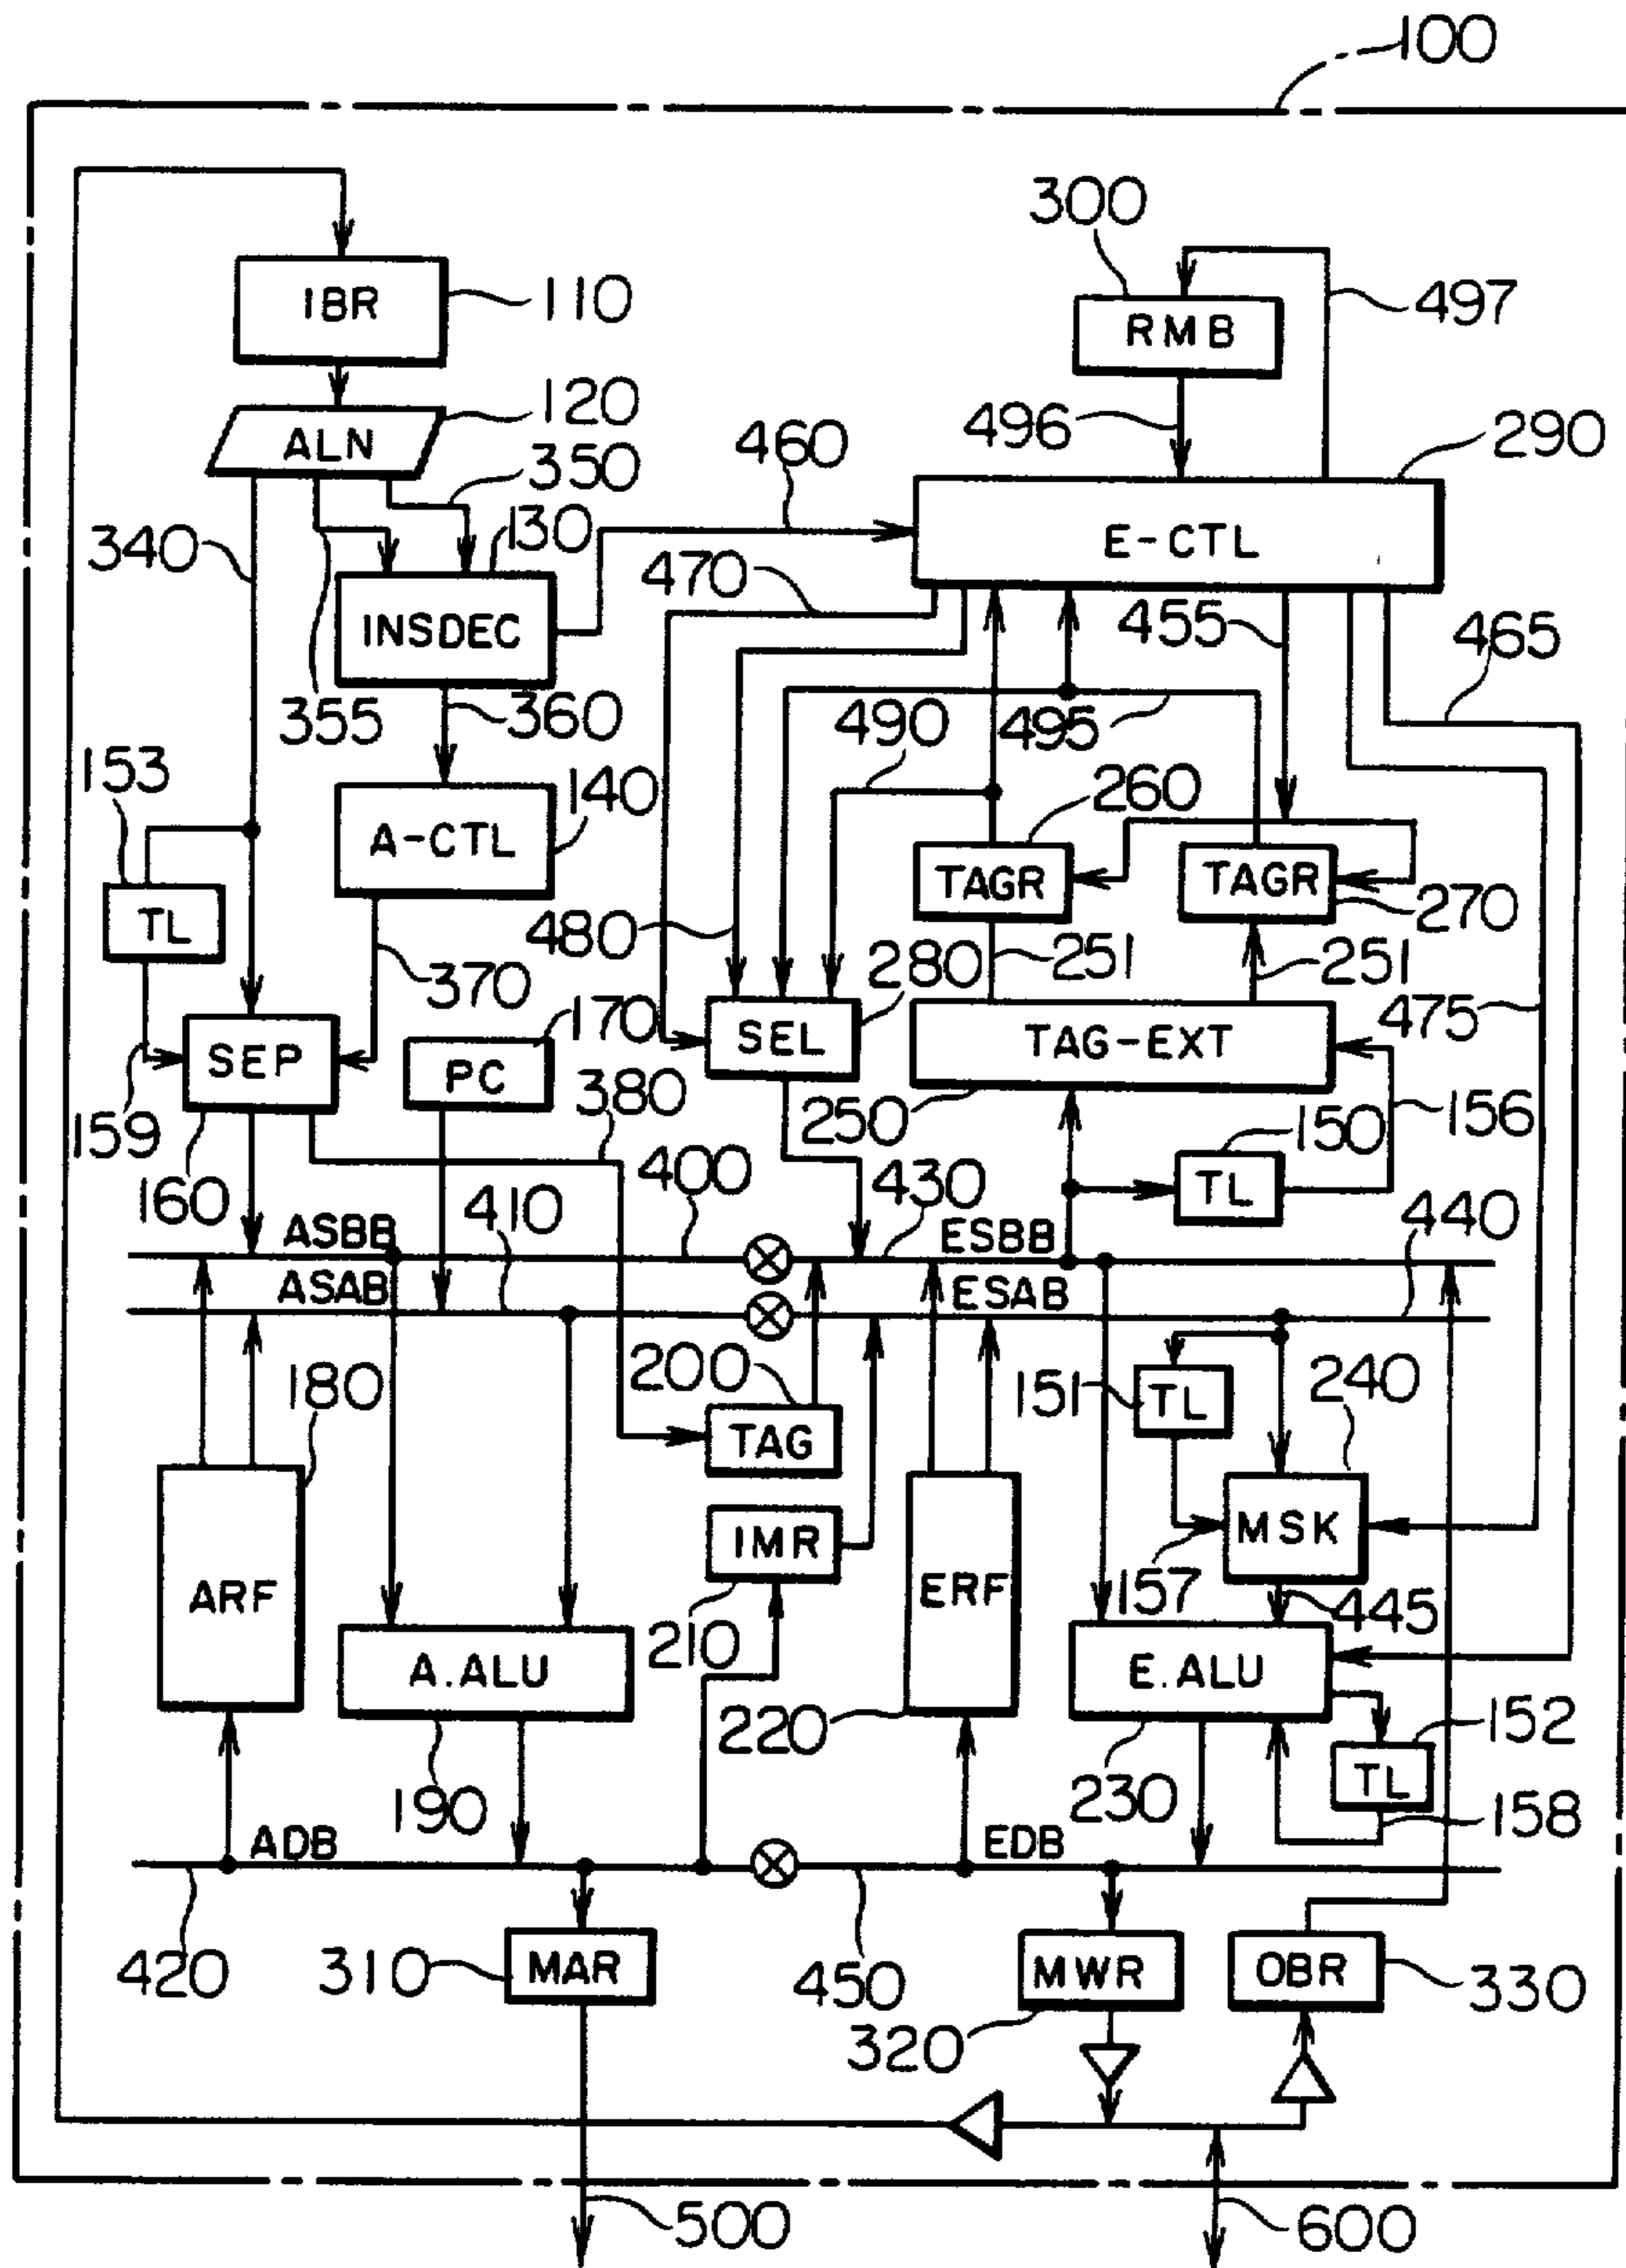 100
300
IBR
110
RMB
497
120
ALN
350
460
496
290
340
130
E-CTL
470
INSDEC
455
465
355
360
490
495
153
140
260
A-CTL
TAGR
TAGR
270
TL
480
370
280
251
251
170
475
SEP
SEL
TAG-EXT
PC
380
159
250
150
156
TL
160
400
430
440
ASBB
410
ESBB
ASAB
ESAB
200
151
TL
240
180
TAG
IMR
MSK
ARF
ERF
157
445
210
A.ALU
E.ALU
220
152
TL
190
230
158
ADB
EDB
420
310
MAR
450
MWR
OBR
330
320
500
600